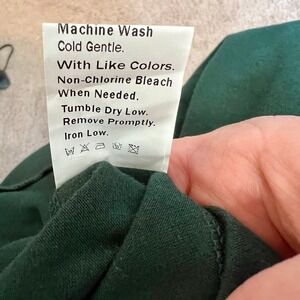 Machine Wash
Cold Gentle.
With Like Colors.
Non-Chlorine Bleach
When Needed.
Tumble Dry Low.
Remove Promptly.
Iron Low.